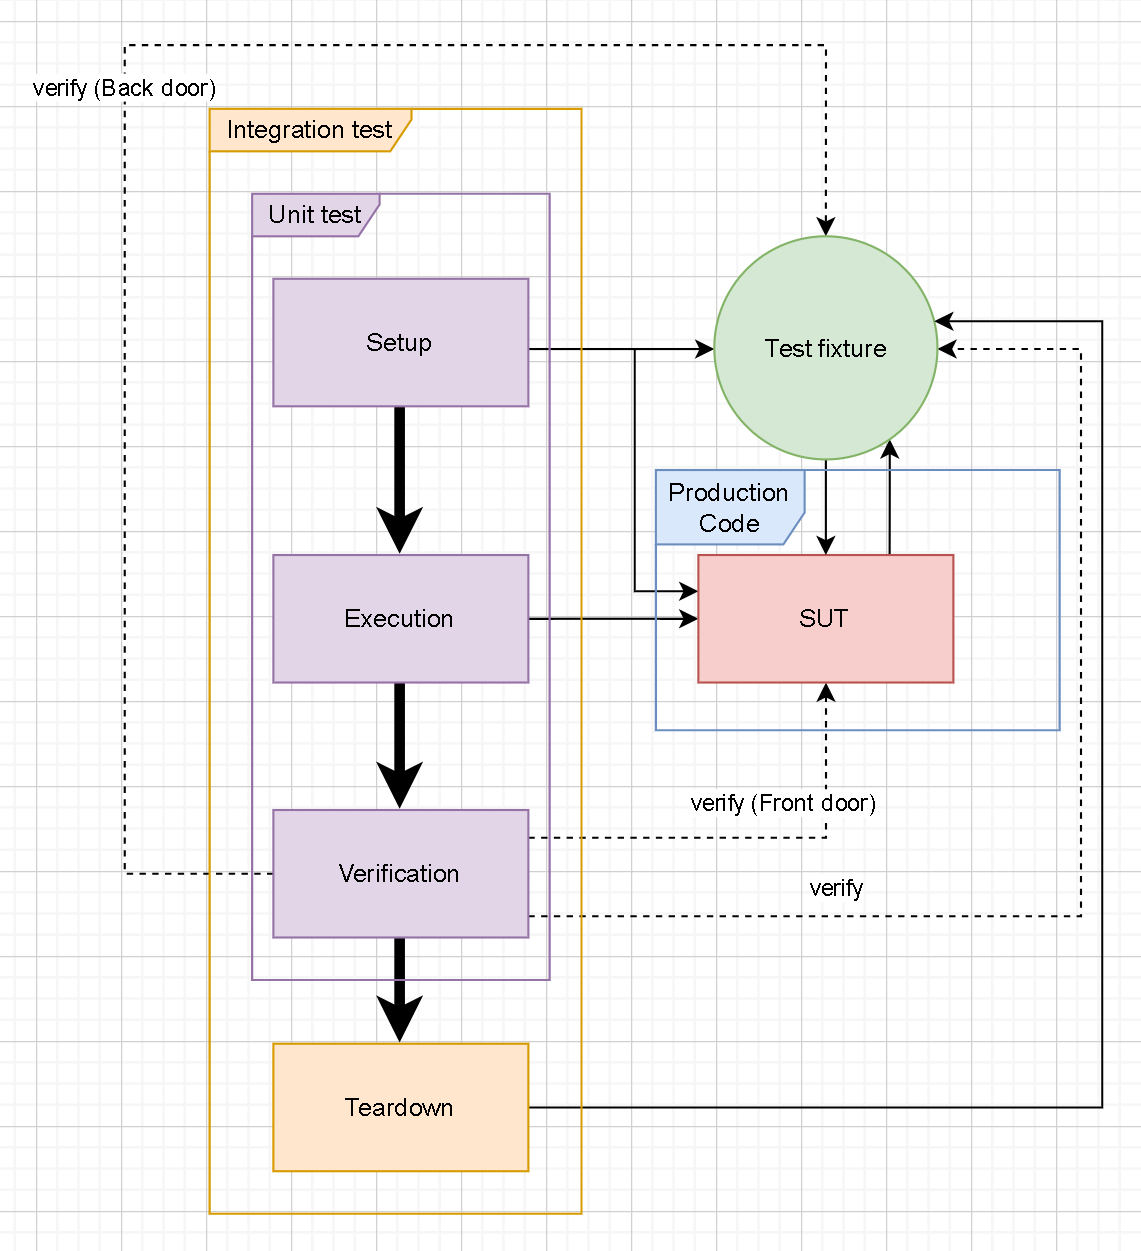 verify (Back door)
Integration test
Unit test
Setup
Test fixture
Production
Code
Execution
SUT
verify (Front door)
Verification
verify
Teardown